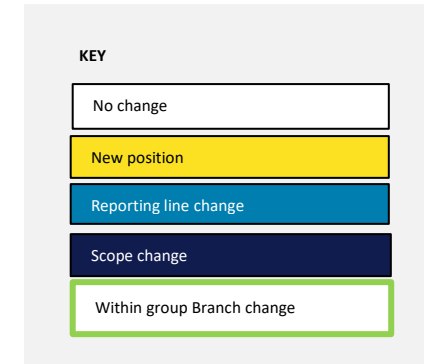 KEY
No change
New position
Reporting line change
Scope change
Within group Branch change